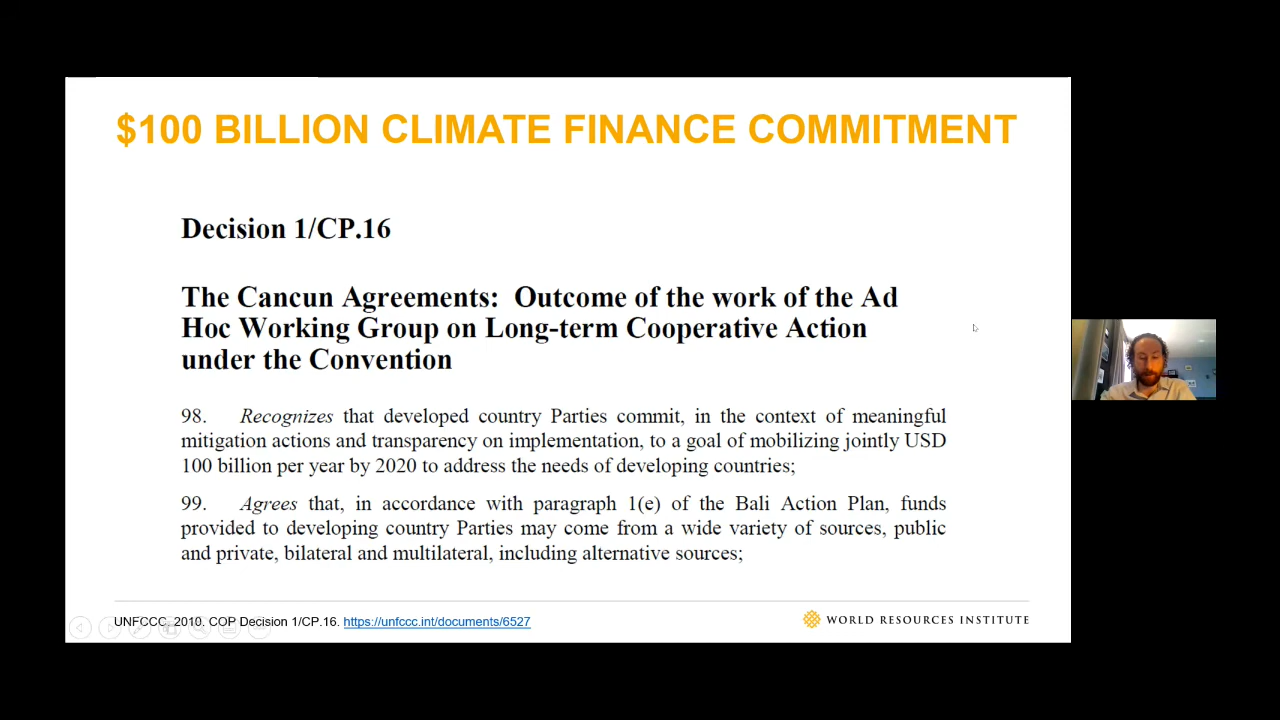 $100 BILLION CLIMATE FINANCE COMMITMENT
Decision 1/CP.16
The Cancun Agreements:  Outcome of the work of the Ad
Hoc Working Group on Long-term Cooperative Action
under the Convention
98. Recognizes that developed country Parties commit, in the context of meaningful
mitigation actions and transparency on implementation, to a goal of mobilizing jointly USD
100 billion per year by 2020 to address the needs of developing countries;
99. Agrees that, in accordance with paragraph 1(e) of the Bali Action Plan, funds
provided to developing country Parties may come from a wide variety of sources, public
and private, bilateral and multilateral, including alternative sources;
UNFCCC. 2010. COP Decision 1/CP.16. https://unfccc.int/documents/6527
WORLD RESOURCES INSTITUTE